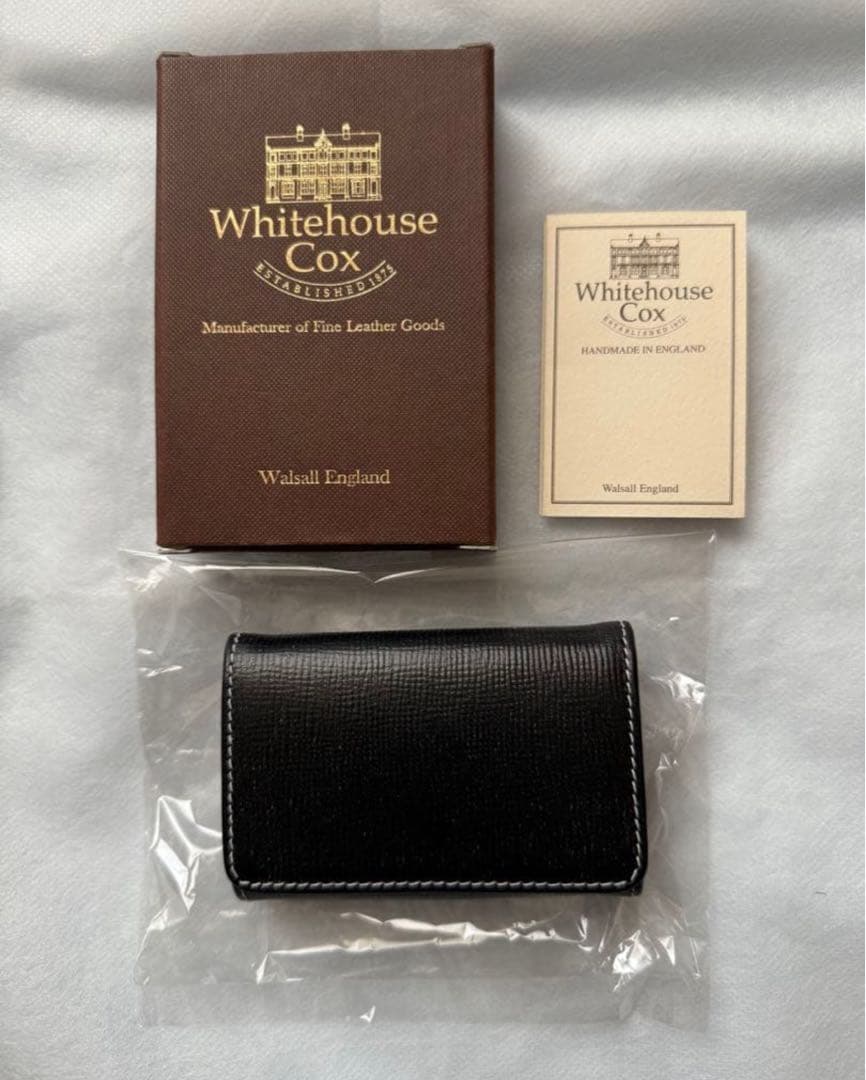 Whitehouse
Cox
ESTABLISHED 1875
Manufacturer of Fine Leather Goods
Walsall England
Whitehouse
Cox
ESTABLISHED 1875
HANDMADE IN ENGLAND
Walsall England